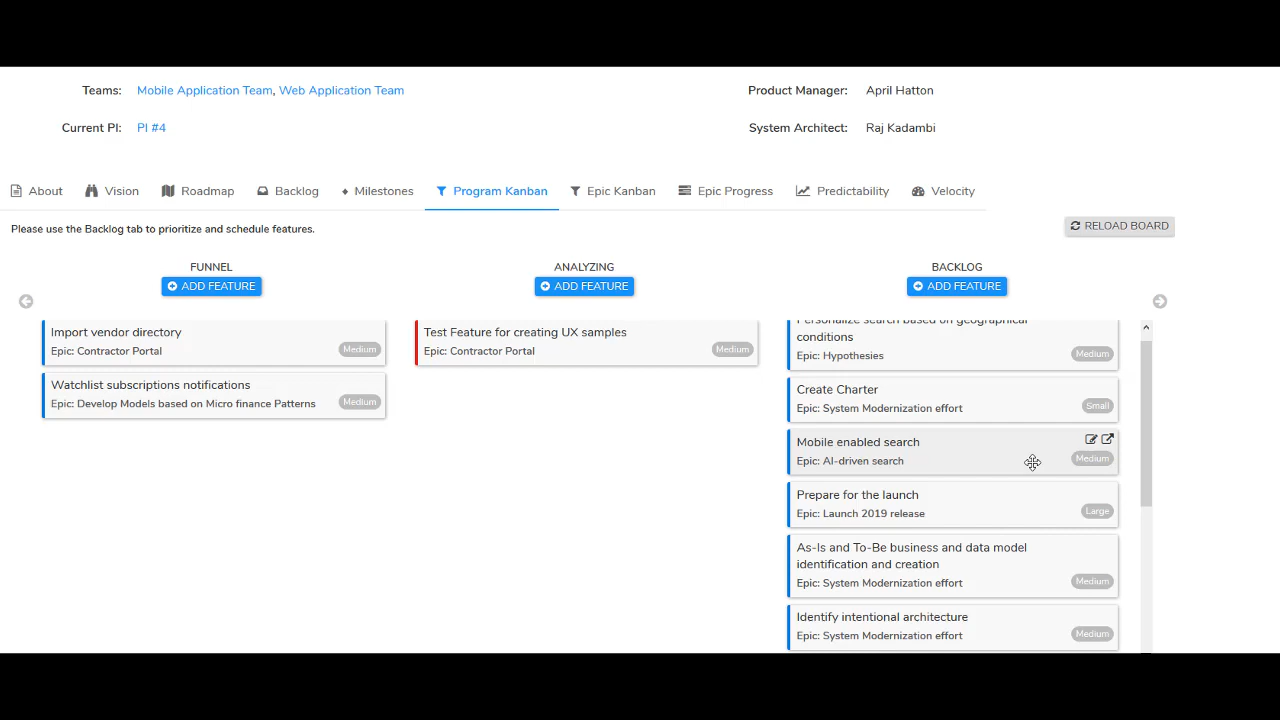 Teams: Mobile Application Team, Web Application Team Product Manager: April Hatton
Current PI: PI #4 System Architect: Raj Kadambi
About Vision Roadmap Backlog Milestones Program Kanban Epic Kanban Epic Progress Predictability Velocity
Please use the Backlog tab to prioritize and schedule features. RELOAD BOARD
FUNNEL
ADD FEATURE
Import vendor directory
Epic: Contractor Portal Medium
Watchlist subscriptions notifications
Epic: Develop Models based on Micro finance Patterns Medium
ANALYZING
ADD FEATURE
Test Feature for creating UX samples
Epic: Contractor Portal Medium
BACKLOG
ADD FEATURE
Personalize search based on geographical
conditions
Epic: Hypotheses Medium
Create Charter
Epic: System Modernization effort Small
Mobile enabled search
Epic: AI-driven search Medium
Prepare for the launch
Epic: Launch 2019 release Large
As-Is and To-Be business and data model
identification and creation
Epic: System Modernization effort Medium
Identify intentional architecture
Epic: System Modernization effort Medium